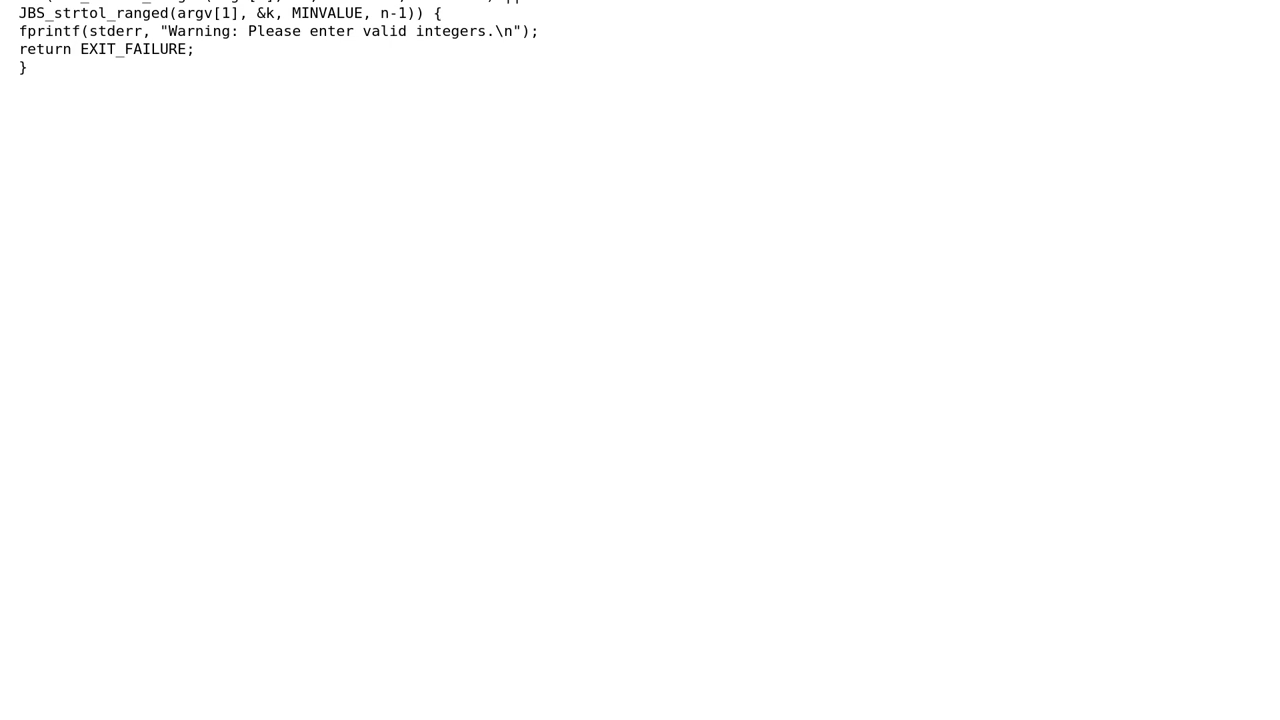 JBS_strtol_ranged(argv[1], &k, MINVALUE, n-1)) {
fprintf(stderr, "Warning: Please enter valid integers.\n");
return EXIT_FAILURE;
}